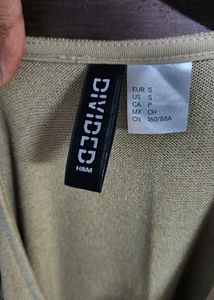 DIVIDED
H&M
EUR S
US S
CA P
MX CH
CN 160/88A